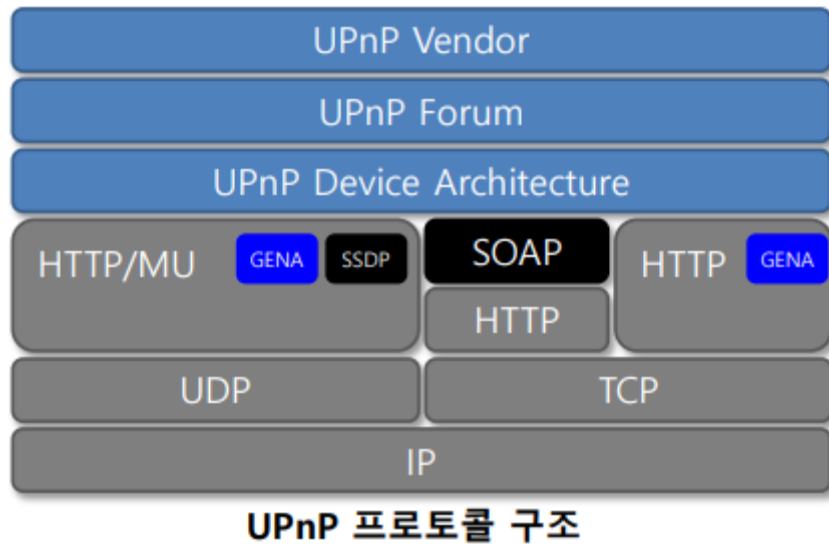 UPnP Vendor
UPnP Forum
UPnP Device Architecture
HTTP/MU GENA SSDP SOAP HTTP GENA
HTTP
UDP TCP
IP
UPnP 프로토콜 구조